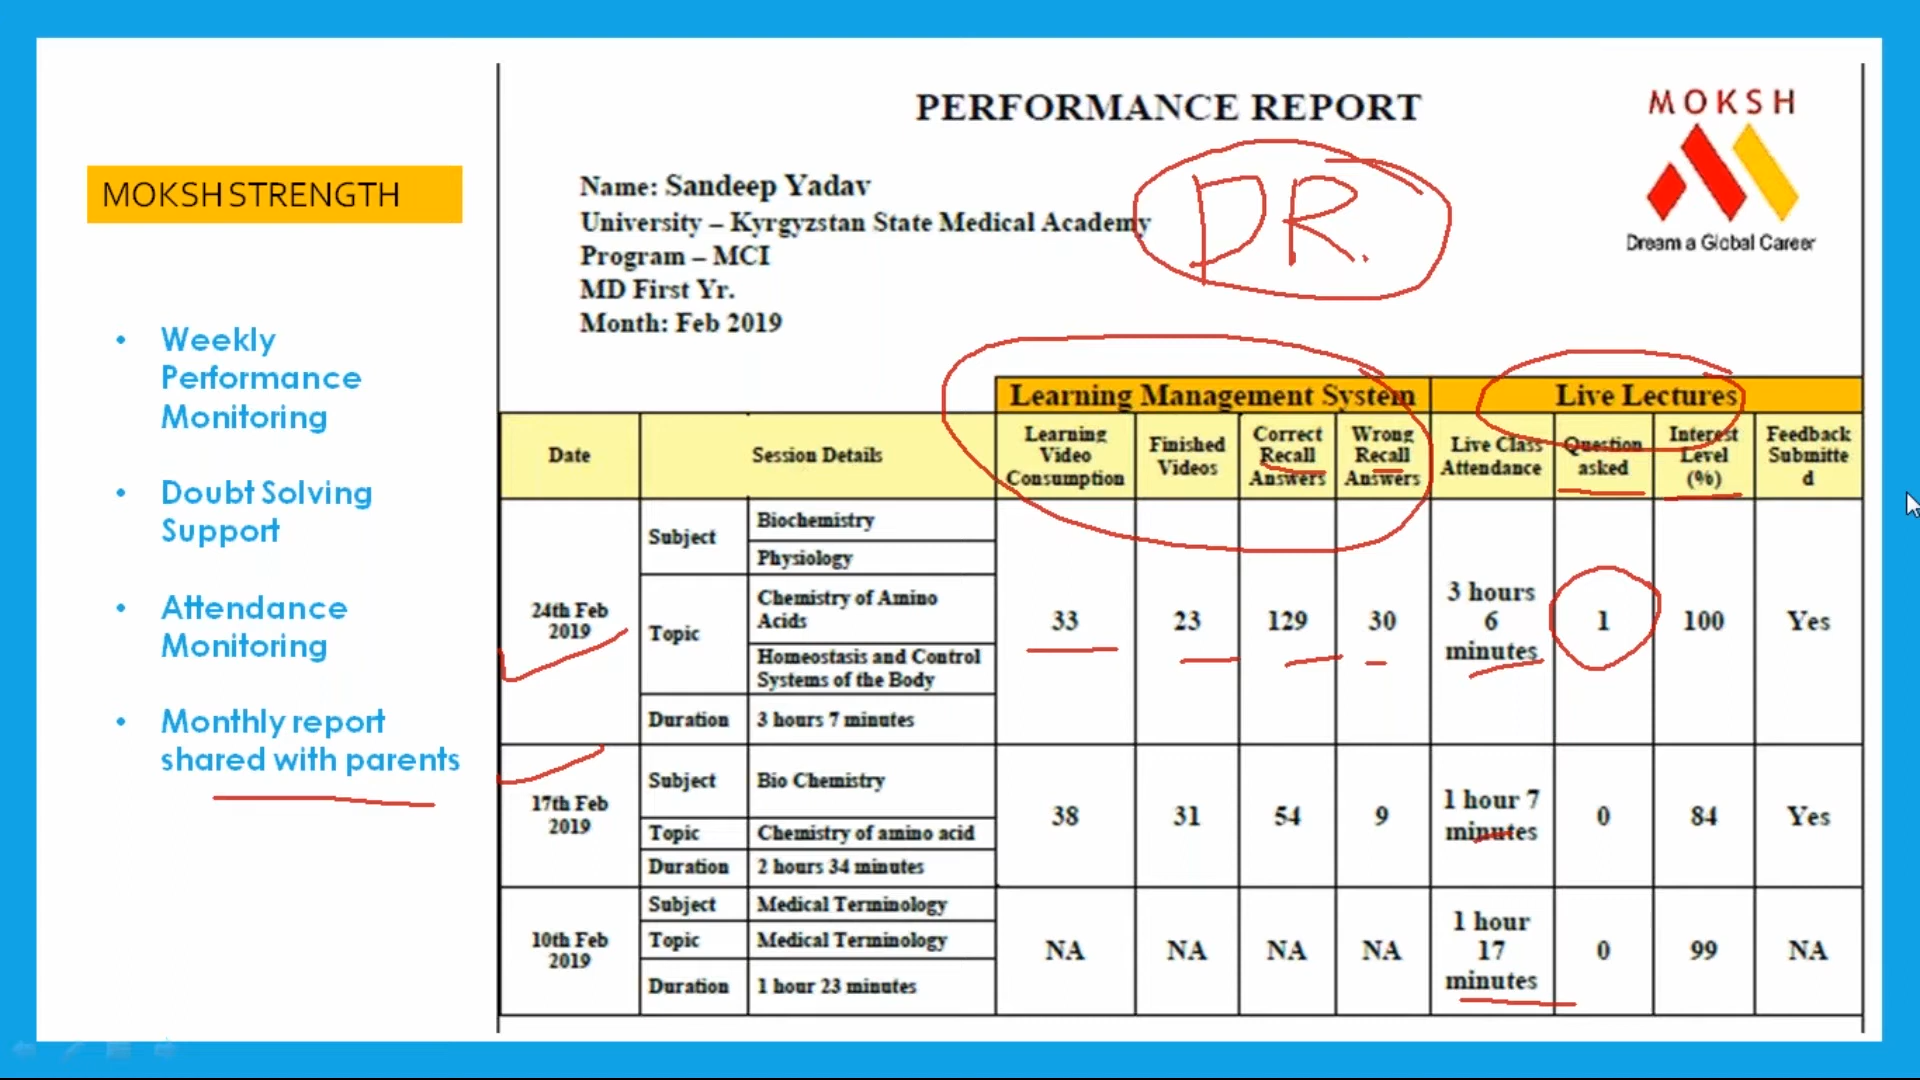 MOKSH STRENGTH
• Weekly
Performance
Monitoring
• Doubt Solving
Support
• Attendance
Monitoring
• Monthly report
shared with parents
PERFORMANCE REPORT
MOKSH
Dream a Global Career
Name: Sandeep Yadav
University – Kyrgyzstan State Medical Academy
Program – MCI
MD First Yr.
Month: Feb 2019
DR.
Learning Management System
Live Lectures
Date
Session Details
Learning
Video
Consumption
Finished
Videos
Correct
Recall
Answers
Wrong
Recall
Answers
Live Class
Attendance
Question
asked
Interest
Level
(%)
Feedback
Submitte
d
24th Feb
2019
Subject
Biochemistry
Physiology
Topic
Chemistry of Amino
Acids
Homeostasis and Control
Systems of the Body
Duration
3 hours 7 minutes
33
23
129
30
3 hours
6
minutes
1
100
Yes
17th Feb
2019
Subject
Bio Chemistry
Topic
Chemistry of amino acid
Duration
2 hours 34 minutes
38
31
54
9
1 hour 7
minutes
0
84
Yes
10th Feb
2019
Subject
Medical Terminology
Topic
Medical Terminology
Duration
1 hour 23 minutes
NA
NA
NA
NA
1 hour
17
minutes
0
99
NA